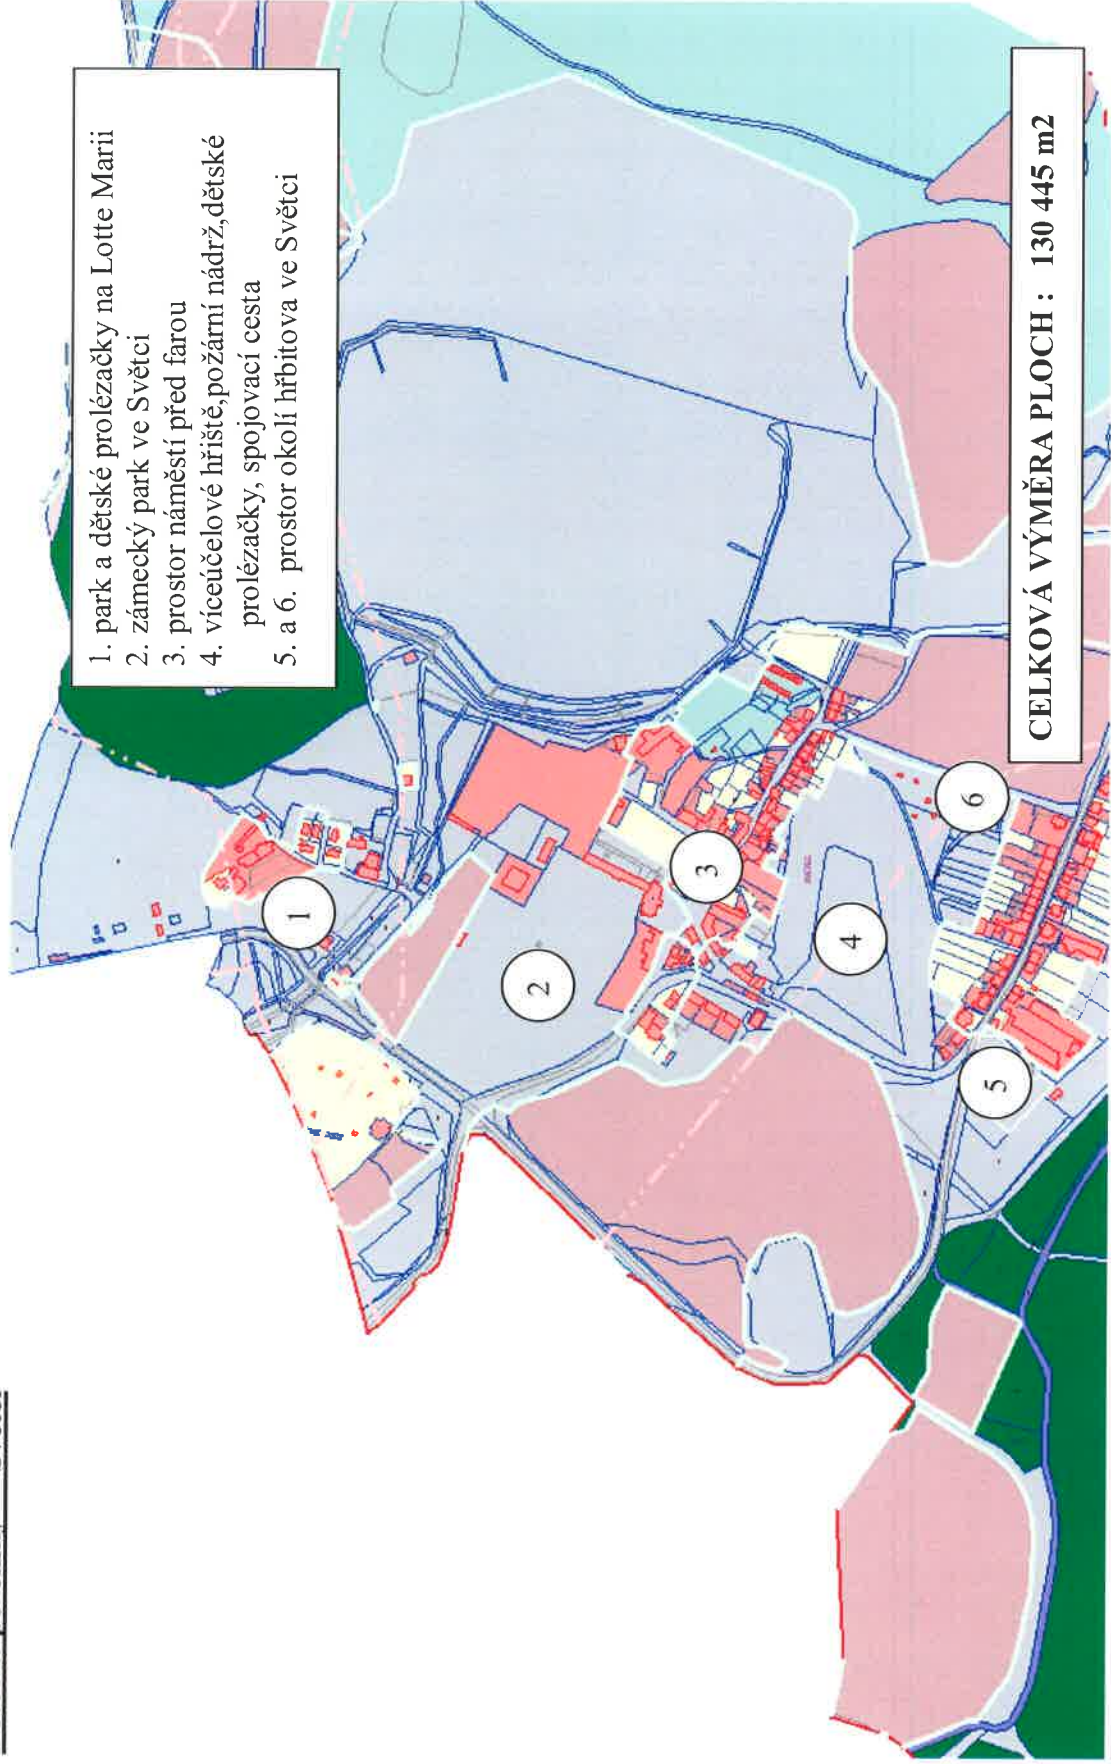 1. park a dětské prolézačky na Lotte Marii
2. zámecký park ve Světci
3. prostor náměstí před farou
4. víceúčelové hřiště,požární nádrž,dětské
prolézačky, spojovací cesta
5. a 6. prostor okolí hřbitova ve Světci
1
2
3
4
5
6
CELKOVÁ VÝMĚRA PLOCH : 130 445 m2